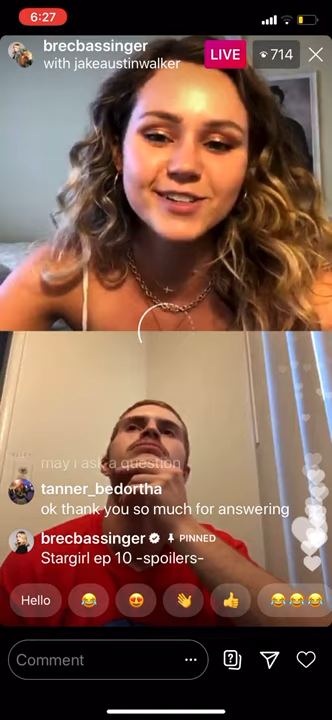 6:27
brecbassinger
with jakeaustinwalker
LIVE
714
may i ask a question
tanner_bedortha
ok thank you so much for answering
brecbassinger PINNED
Stargirl ep 10 -spoilers-
Hello
Comment